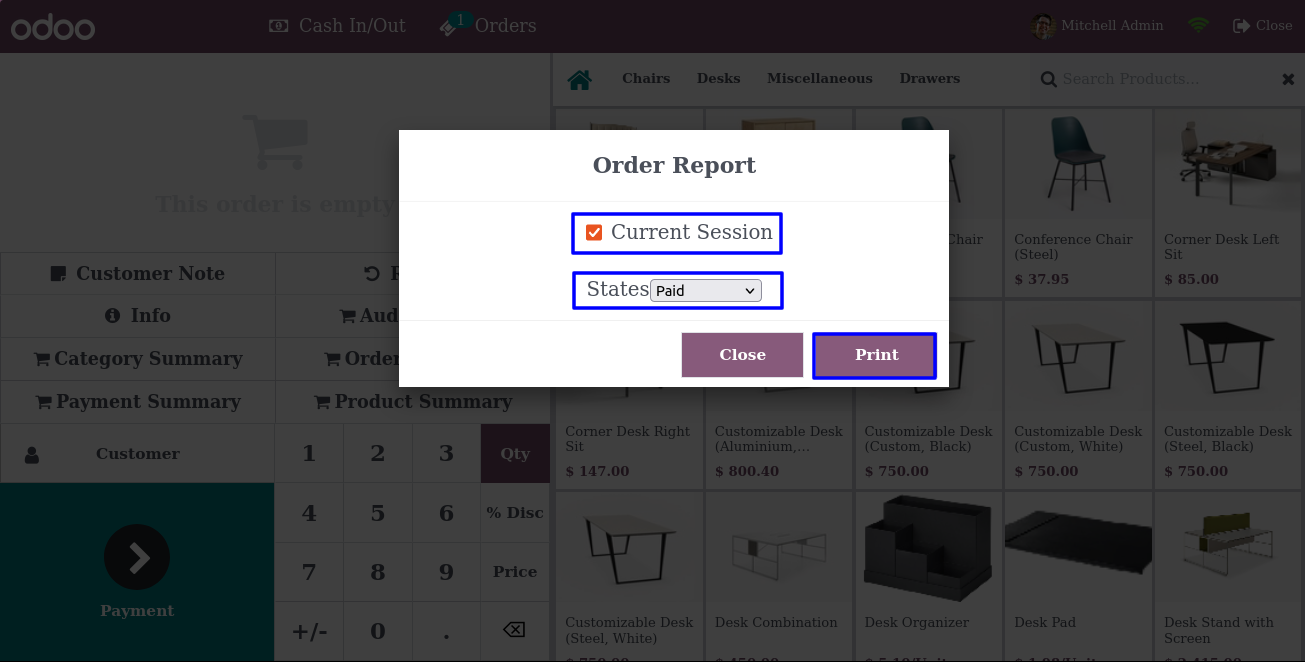 odoo
Cash In/Out
1
Orders
Mitchell Admin
Close
Chairs
Desks
Miscellaneous
Drawers
Search Products...
This order is empty
Order Report
Current Session
States
Paid
Close
Print
Customer Note
Info
Category Summary
Order
Payment Summary
Product Summary
Customer
1
2
3
Qty
4
5
6
% Disc
7
8
9
Price
+/-
0
.
Payment
Chair
Conference Chair
(Steel)
$ 37.95
Corner Desk Left
Sit
$ 85.00
Corner Desk Right
Sit
$ 147.00
Customizable Desk
(Aluminium,...
$ 800.40
Customizable Desk
(Custom, Black)
$ 750.00
Customizable Desk
(Custom, White)
$ 750.00
Customizable Desk
(Steel, Black)
$ 750.00
Customizable Desk
(Steel, White)
Desk Combination
Desk Organizer
Desk Pad
Desk Stand with
Screen